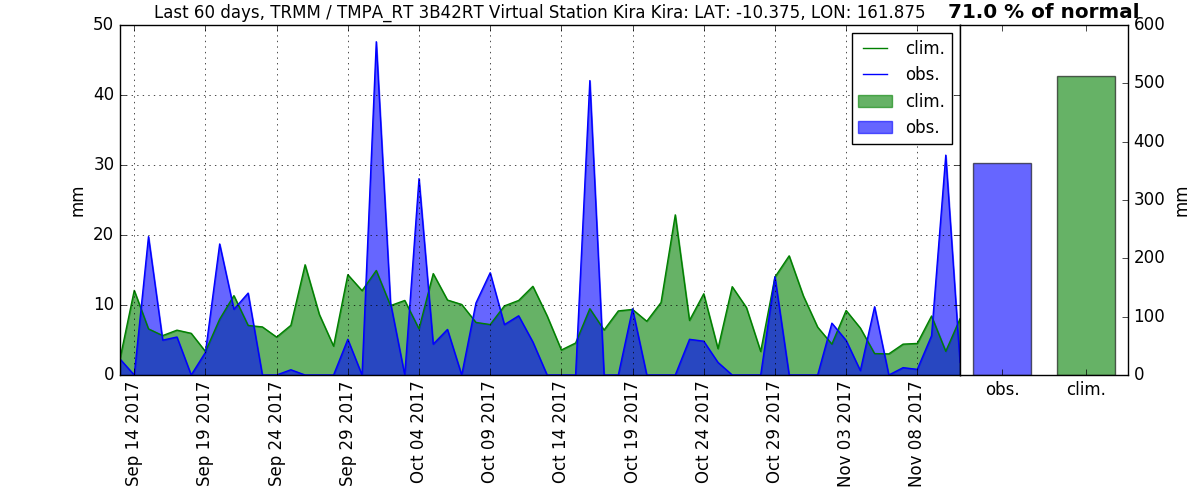 Last 60 days, TRMM / TMPA_RT 3B42RT Virtual Station Kira Kira: LAT: -10.375, LON: 161.875
71.0 % of normal
50
40
30
20
10
0
mm
clim.
obs.
clim.
obs.
600
500
400
300
200
100
0
mm
obs.
clim.
Sep 14 2017
Sep 19 2017
Sep 24 2017
Sep 29 2017
Oct 04 2017
Oct 09 2017
Oct 14 2017
Oct 19 2017
Oct 24 2017
Oct 29 2017
Nov 03 2017
Nov 08 2017